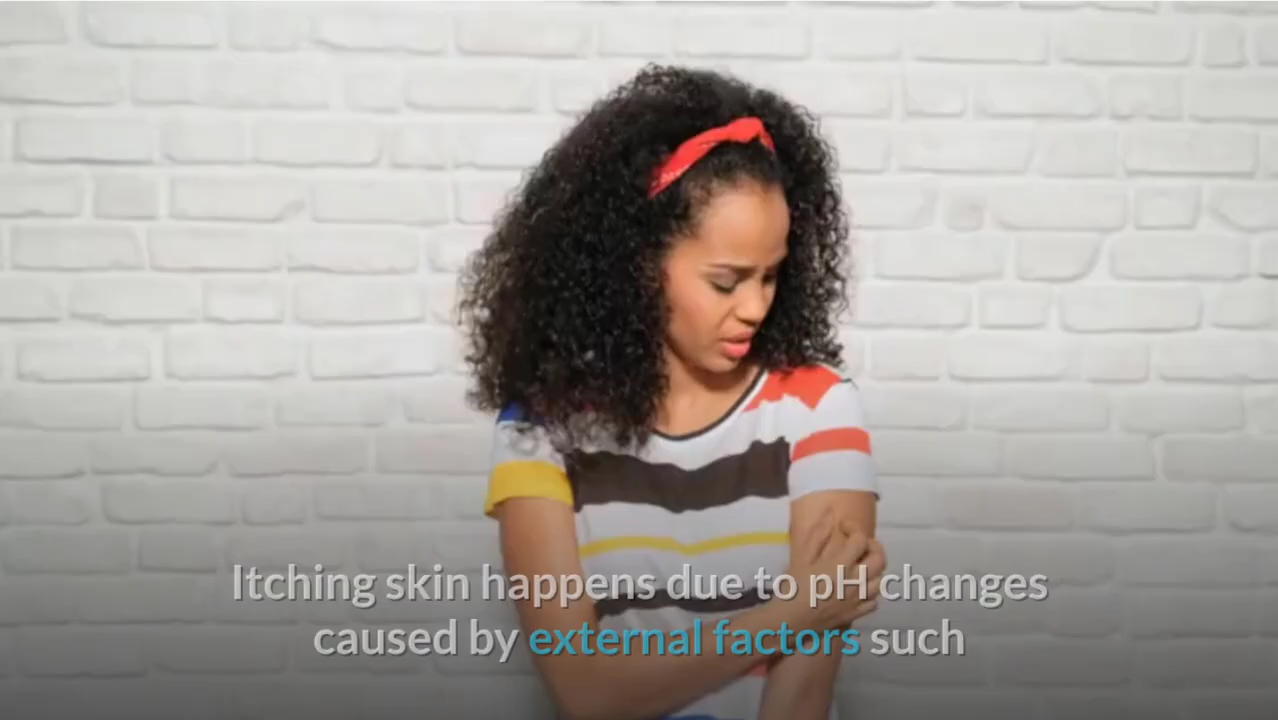 Itching skin happens due to pH changes
caused by external factors such